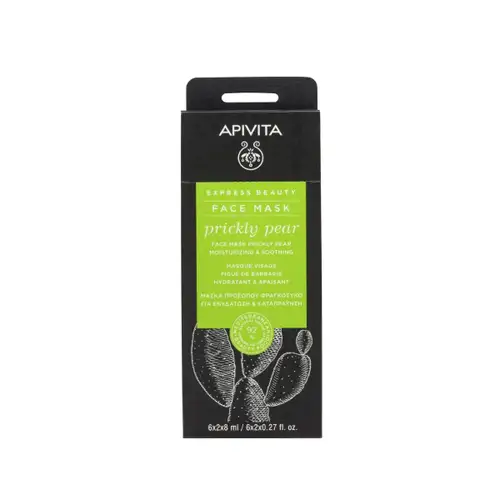 APIVITA
EXPRESS BEAUTY
FACE MASK
prickly pear
FACE MASK PRICKLY PEAR
MOISTURIZING & SOOTHING
MASQUE VISAGE
FIGUE DE BARBARIE
HYDRATANT & APAISANT
ΜΑΣΚΑ ΠΡΟΣΩΠΟΥ ΦΡΑΓΚΟΣΥΚΟ
ΓΙΑ ΕΝΥΔΑΤΩΣΗ & ΚΑΤΑΠΡΑΫΝΣΗ
92
%
6x2x8 ml / 6x2x0.27 fl. oz.